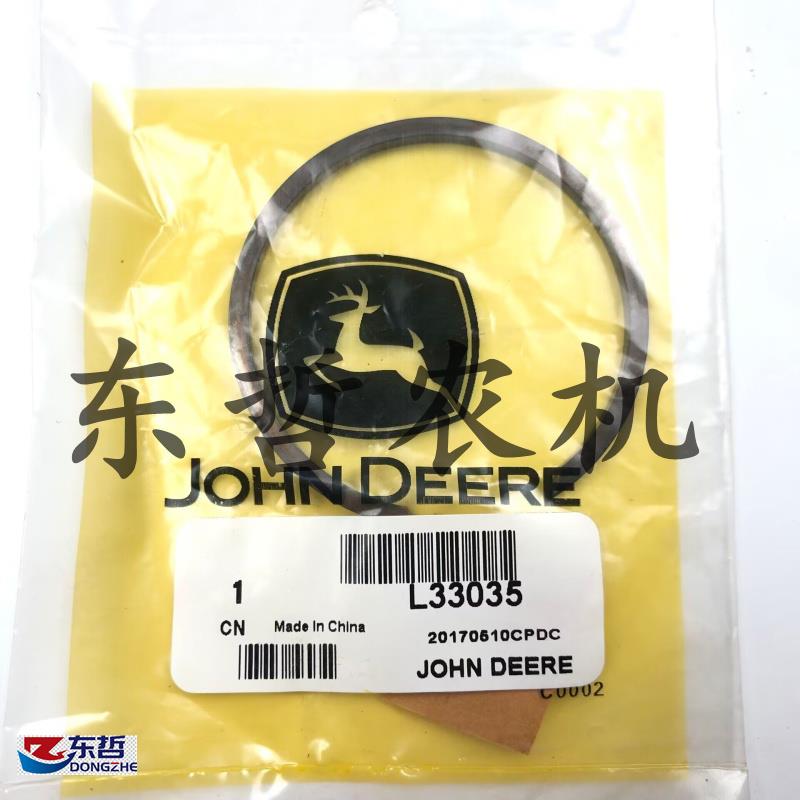 东哲农机
JOHN DEERE
1
L33035
CN
Made In China
20170510CPDC
JOHN DEERE
C0002
东哲
DONGZHE